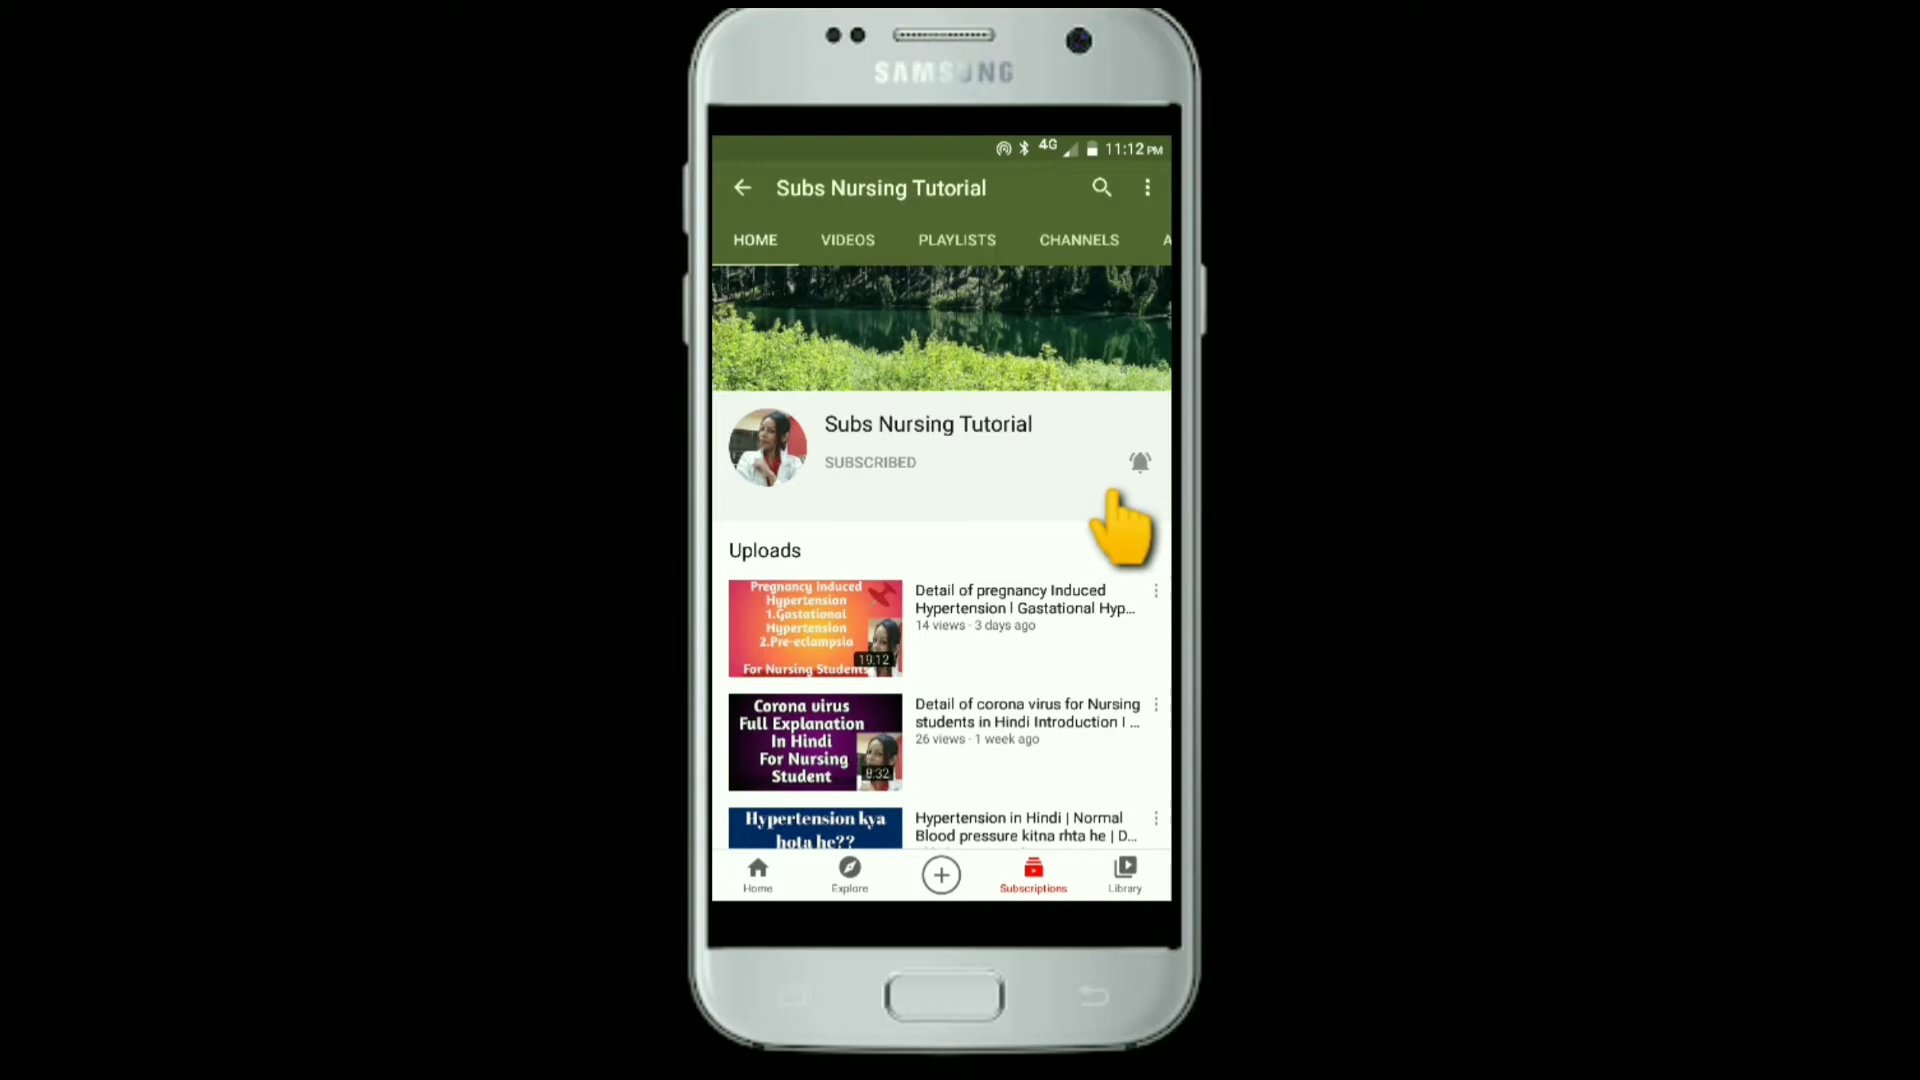 SAMSUNG
4G 11:12 PM
Subs Nursing Tutorial
HOME VIDEOS PLAYLISTS CHANNELS A
Subs Nursing Tutorial
SUBSCRIBED
Uploads
Pregnancy Induced
Hypertension
1.Gastational
Hypertension
2.Pre-eclampsia
19:12
For Nursing Students
Detail of pregnancy Induced
Hypertension l Gastational Hyp...
14 views · 3 days ago
Corona virus
Full Explanation
In Hindi
For Nursing
Student
8:32
Detail of corona virus for Nursing
students in Hindi Introduction l ...
26 views · 1 week ago
Hypertension kya
hota he??
Hypertension in Hindi | Normal
Blood pressure kitna rhta he | D...
Home Explore Subscriptions Library